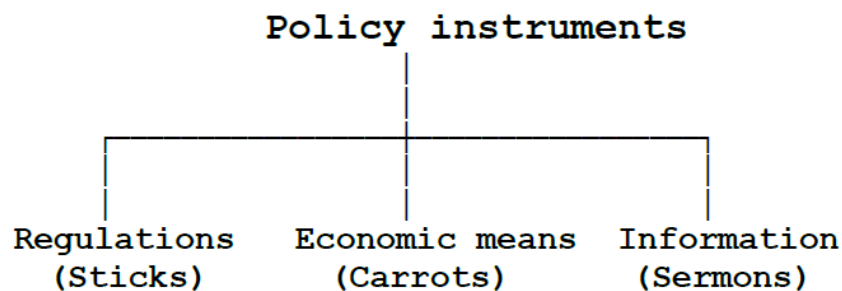 Policy instruments
Regulations Economic means Information
(Sticks) (Carrots) (Sermons)